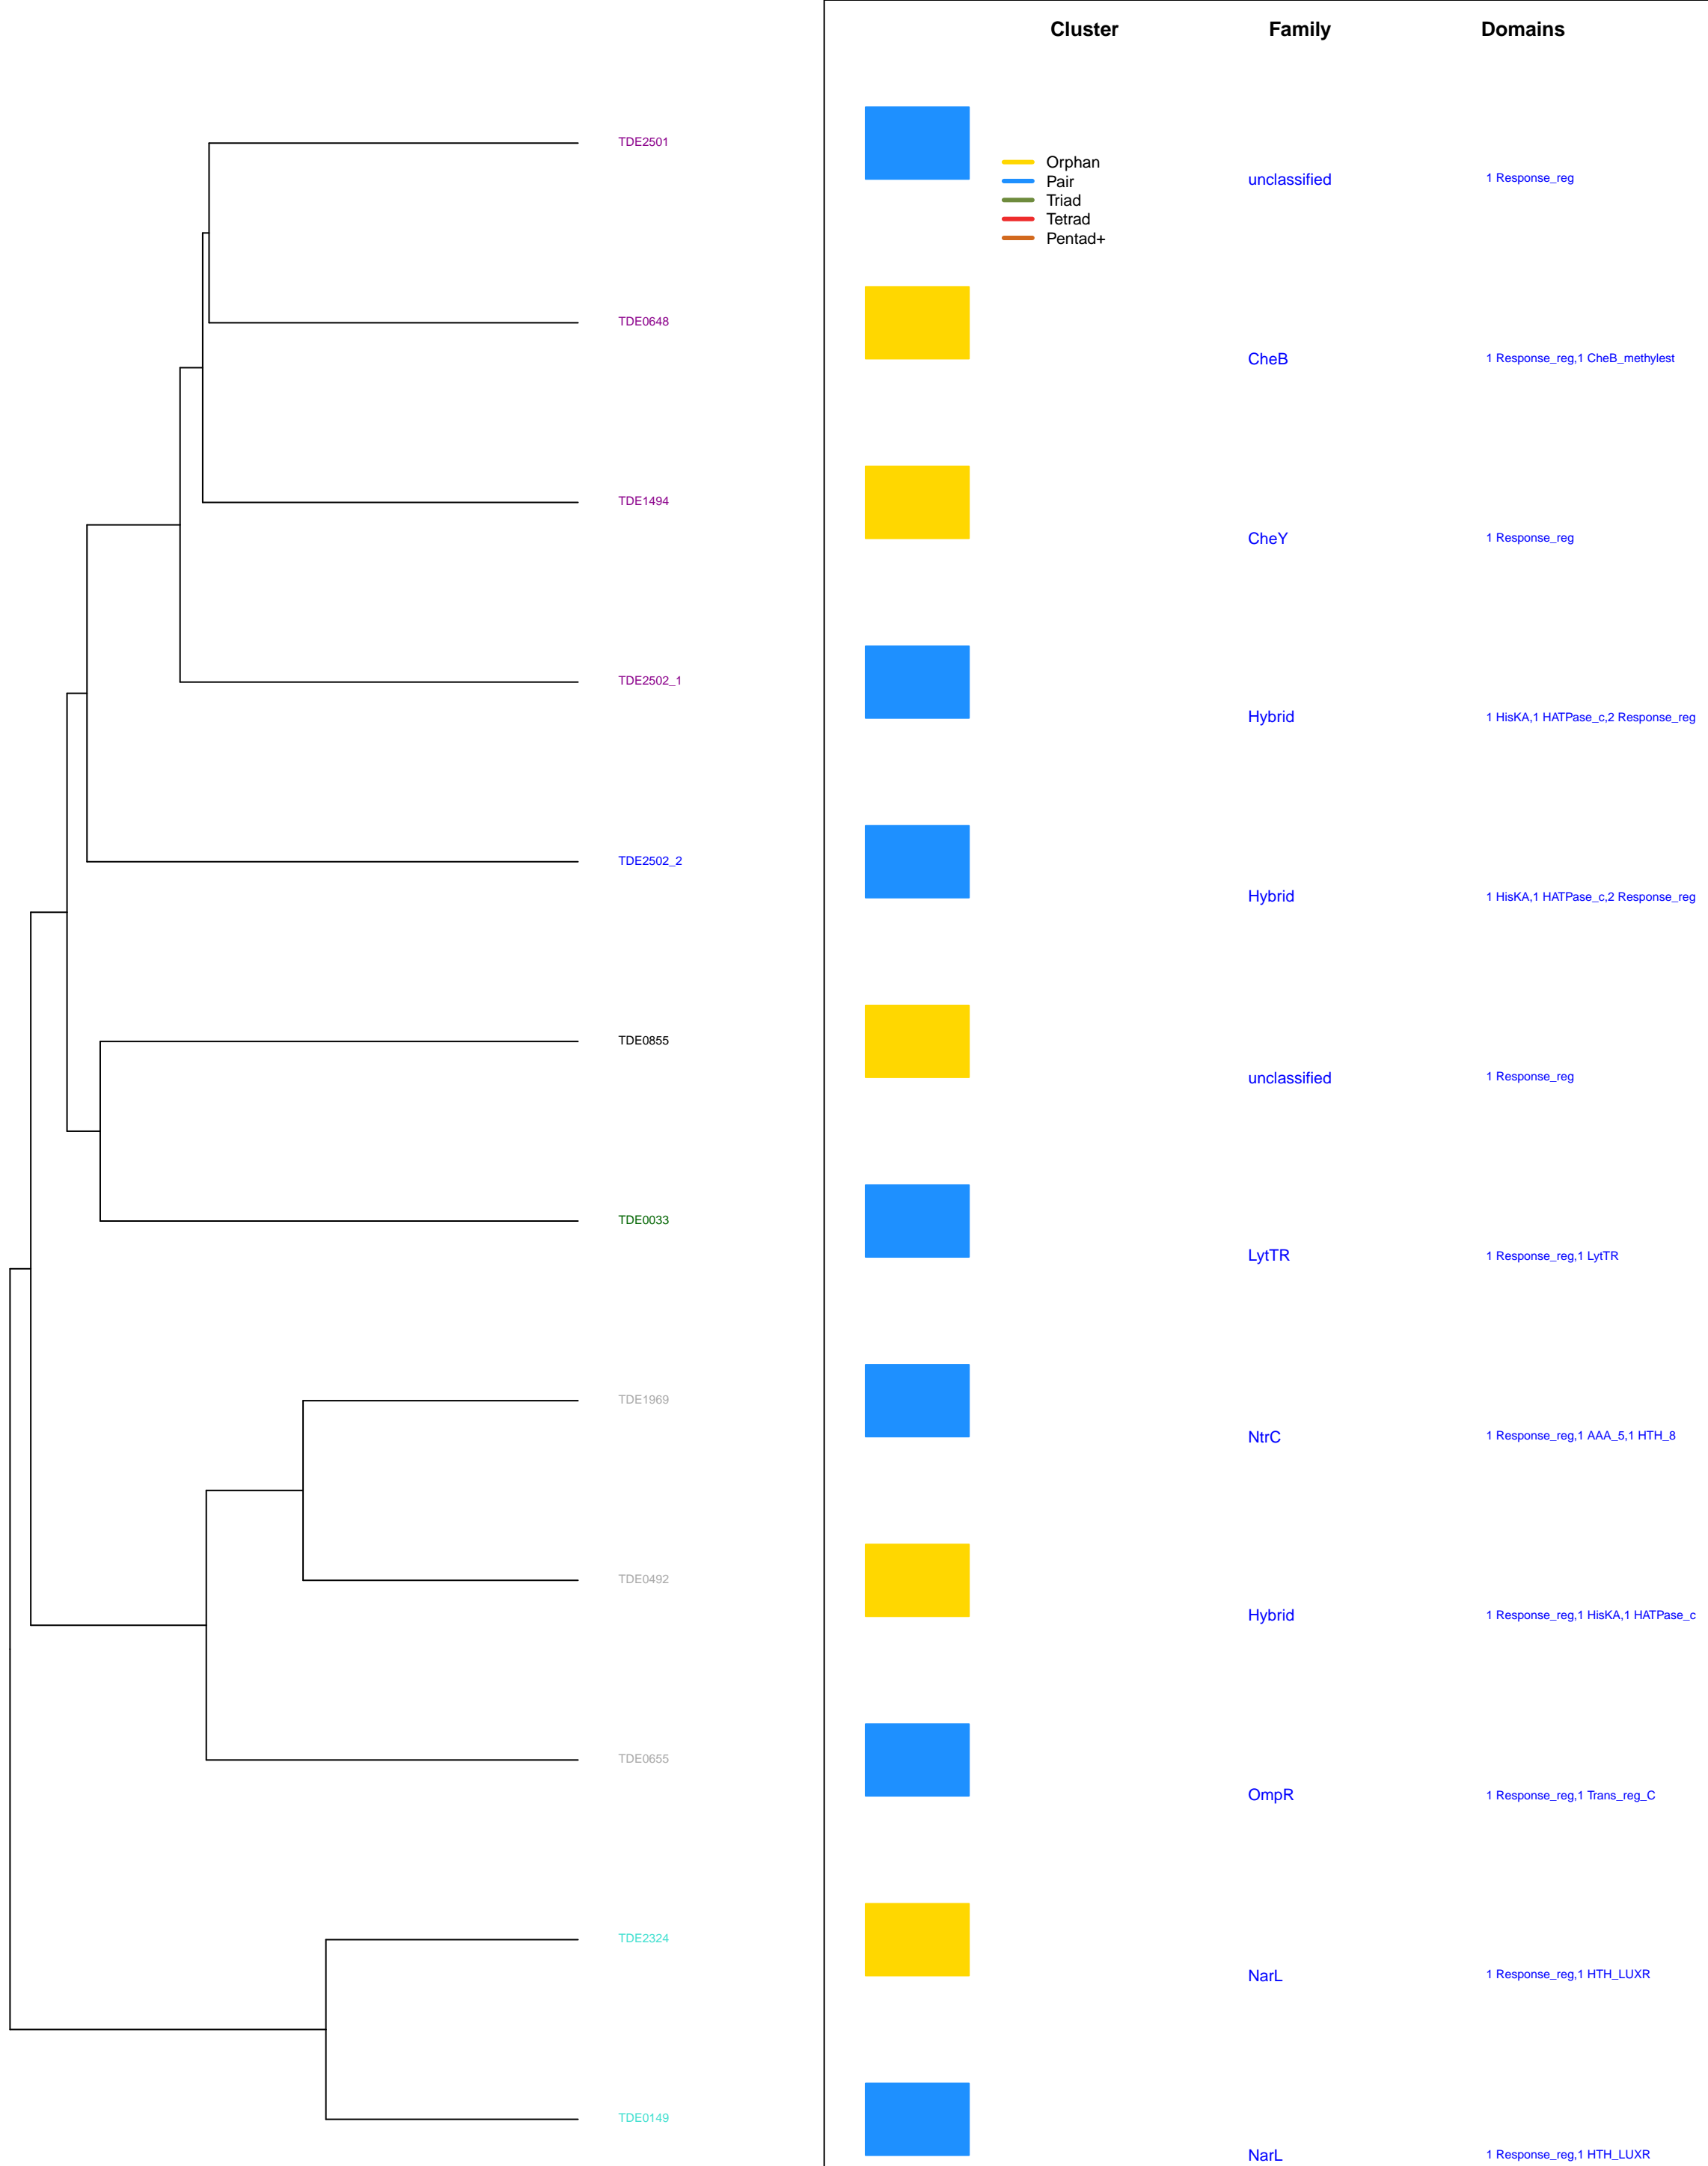 Cluster Family Domains
TDE2501
Orphan
Pair
Triad
Tetrad
Pentad+
unclassified 1 Response_reg
TDE0648
CheB 1 Response_reg,1 CheB_methylest
TDE1494
CheY 1 Response_reg
TDE2502_1
Hybrid 1 HisKA,1 HATPase_c,2 Response_reg
TDE2502_2
Hybrid 1 HisKA,1 HATPase_c,2 Response_reg
TDE0855
unclassified 1 Response_reg
TDE0033
LytTR 1 Response_reg,1 LytTR
TDE1969
NtrC 1 Response_reg,1 AAA_5,1 HTH_8
TDE0492
Hybrid 1 Response_reg,1 HisKA,1 HATPase_c
TDE0655
OmpR 1 Response_reg,1 Trans_reg_C
TDE2324
NarL 1 Response_reg,1 HTH_LUXR
TDE0149
NarL 1 Response_reg,1 HTH_LUXR